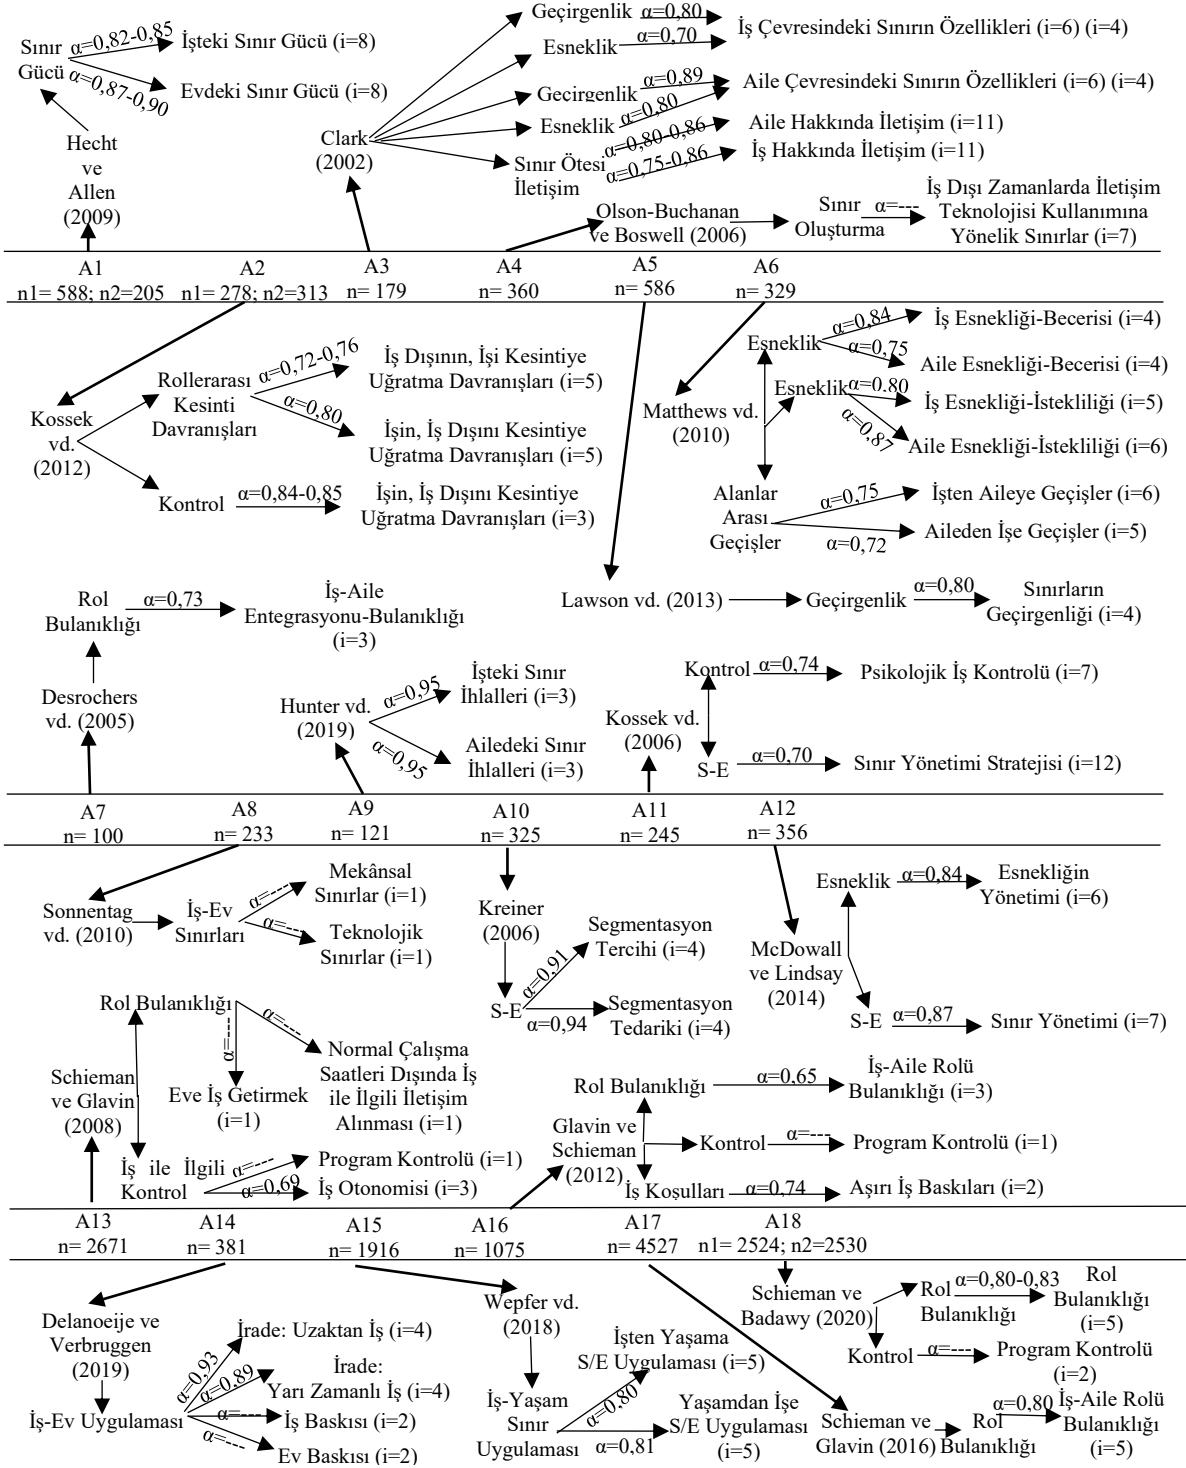 Sınır
Gücü
α=0,82-0,85
İşteki Sınır Gücü (i=8)
α=0,87-0,90
Evdeki Sınır Gücü (i=8)
Hecht
ve
Allen
(2009)
Clark
(2002)
Geçirgenlik α=0,80
İş Çevresindeki Sınırın Özellikleri (i=6) (i=4)
Esneklik α=0,70
Geçirgenlik α=0,89
Aile Çevresindeki Sınırın Özellikleri (i=6) (i=4)
Esneklik α=0,80
Sınır Ötesi
İletişim
α=0,80-0,86
Aile Hakkında İletişim (i=11)
α=0,75-0,86
İş Hakkında İletişim (i=11)
Olson-Buchanan
ve Boswell (2006)
Sınır
Oluşturma
α=---
İş Dışı Zamanlarda İletişim
Teknolojisi Kullanımına
Yönelik Sınırlar (i=7)
A1
n1= 588; n2=205
A2
n1= 278; n2=313
A3
n= 179
A4
n= 360
A5
n= 586
A6
n= 329
Kossek
vd.
(2012)
Rollerarası
Kesinti
Davranışları
α=0,72-0,76
İş Dışının, İşi Kesintiye
Uğratma Davranışları (i=5)
α=0,80
İşin, İş Dışını Kesintiye
Uğratma Davranışları (i=5)
Kontrol
α=0,84-0,85
İşin, İş Dışını Kesintiye
Uğratma Davranışları (i=3)
Matthews vd.
(2010)
Esneklik
α=0,84
İş Esnekliği-Becerisi (i=4)
α=0,75
Aile Esnekliği-Becerisi (i=4)
Esneklik
α=0.80
İş Esnekliği-İstekliliği (i=5)
α=0,87
Aile Esnekliği-İstekliliği (i=6)
Alanlar
Arası
Geçişler
α=0,75
İşten Aileye Geçişler (i=6)
α=0,72
Aileden İşe Geçişler (i=5)
Lawson vd. (2013)
Geçirgenlik
α=0,80
Sınırların
Geçirgenliği (i=4)
Rol
Bulanıklığı
α=0,73
İş-Aile
Entegrasyonu-Bulanıklığı
(i=3)
Desrochers
vd. (2005)
Hunter vd.
(2019)
α=0,95
İşteki Sınır
İhlalleri (i=3)
α=0,95
Ailedeki Sınır
İhlalleri (i=3)
Kossek vd.
(2006)
Kontrol α=0,74
Psikolojik İş Kontrolü (i=7)
S-E
α=0,70
Sınır Yönetimi Stratejisi (i=12)
A7
n= 100
A8
n= 233
A9
n= 121
A10
n= 325
A11
n= 245
A12
n= 356
Sonnentag
vd. (2010)
İş-Ev
Sınırları
α=---
Mekânsal
Sınırlar (i=1)
α=---
Teknolojik
Sınırlar (i=1)
Kreiner
(2006)
S-E
α=0,91
Segmentasyon
Tercihi (i=4)
α=0,94
Segmentasyon
Tedariki (i=4)
McDowall
ve Lindsay
(2014)
Esneklik
α=0,84
Esnekliğin
Yönetimi (i=6)
S-E
α=0,87
Sınır Yönetimi (i=7)
Schieman
ve Glavin
(2008)
Rol Bulanıklığı
α=---
Eve İş Getirmek
(i=1)
α=---
Normal Çalışma
Saatleri Dışında İş
ile İlgili İletişim
Alınması (i=1)
İş ile İlgili
Kontrol
α=---
Program Kontrolü (i=1)
α=0,69
İş Otonomisi (i=3)
Glavin ve
Schieman
(2012)
Rol Bulanıklığı
α=0,65
İş-Aile Rolü
Bulanıklığı (i=3)
Kontrol
α=---
Program Kontrolü (i=1)
İş Koşulları
α=0,74
Aşırı İş Baskıları (i=2)
A13
n= 2671
A14
n= 381
A15
n= 1916
A16
n= 1075
A17
n= 4527
A18
n1= 2524; n2=2530
Delanoeije ve
Verbruggen
(2019)
İş-Ev Uygulaması
α=0,93
İrade: Uzaktan İş (i=4)
α=0,89
İrade:
Yarı Zamanlı İş (i=4)
α=---
İş Baskısı (i=2)
α=---
Ev Baskısı (i=2)
Wepfer vd.
(2018)
İş-Yaşam
Sınır
Uygulaması
α=0.80
İşten Yaşama
S/E Uygulaması (i=5)
α=0,81
Yaşamdan İşe
S/E Uygulaması
(i=5)
Schieman ve
Badawy (2020)
Rol
Bulanıklığı
α=0,80-0,83
Rol
Bulanıklığı
(i=5)
Kontrol
α=---
Program Kontrolü
(i=2)
Schieman ve
Glavin (2016)
Rol
Bulanıklığı
α=0,80
İş-Aile Rolü
Bulanıklığı
(i=5)